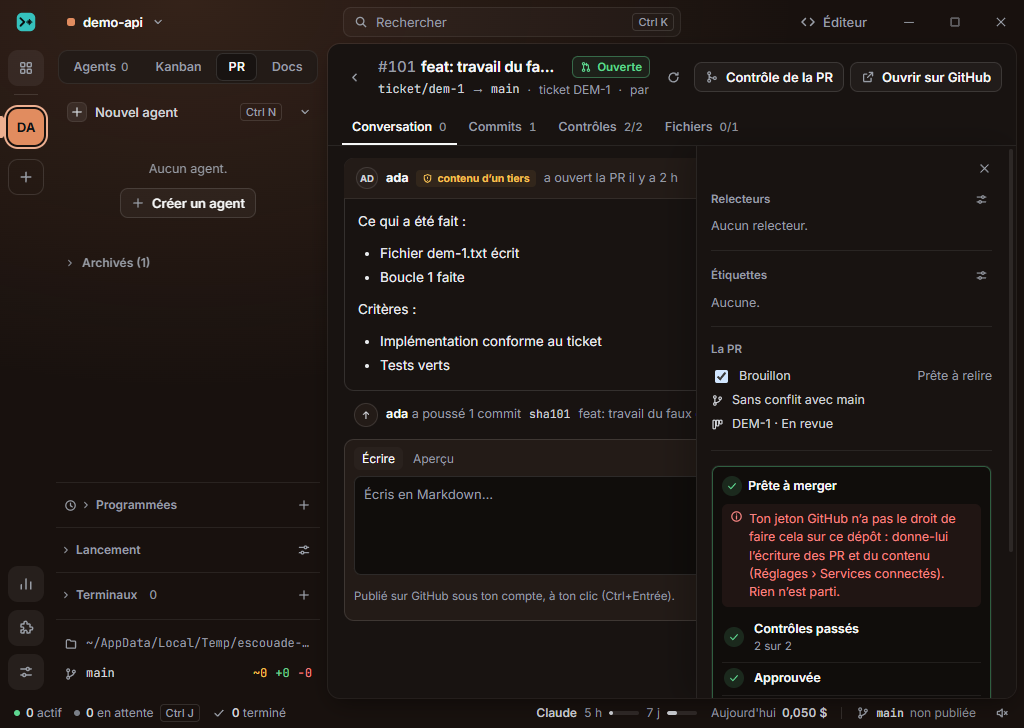 demo-api
Rechercher
Ctrl K
Éditeur
Agents 0
Kanban
PR
Docs
DA
Nouvel agent
Ctrl N
Aucun agent.
Créer un agent
Archivés (1)
Programmées
Lancement
Terminaux 0
~/AppData/Local/Temp/escouade-…
main
~0 +0 -0
#101 feat: travail du fa…
Ouverte
Contrôle de la PR
Ouvrir sur GitHub
ticket/dem-1 → main · ticket DEM-1 · par
Conversation 0
Commits 1
Contrôles 2/2
Fichiers 0/1
AD
ada
contenu d’un tiers
a ouvert la PR il y a 2 h
Ce qui a été fait :
• Fichier dem-1.txt écrit
• Boucle 1 faite
Critères :
• Implémentation conforme au ticket
• Tests verts
ada a poussé 1 commit sha101 feat: travail du faux
Écrire
Aperçu
Écris en Markdown…
Publié sur GitHub sous ton compte, à ton clic (Ctrl+Entrée).
Relecteurs
Aucun relecteur.
Étiquettes
Aucune.
La PR
Brouillon
Prête à relire
Sans conflit avec main
DEM-1 · En revue
Prête à merger
Ton jeton GitHub n’a pas le droit de
faire cela sur ce dépôt : donne-lui
l’écriture des PR et du contenu
(Réglages › Services connectés).
Rien n’est parti.
Contrôles passés
2 sur 2
Approuvée
0 actif
0 en attente
Ctrl J
0 terminé
Claude 5 h
7 j
Aujourd'hui 0,050 $
main non publiée